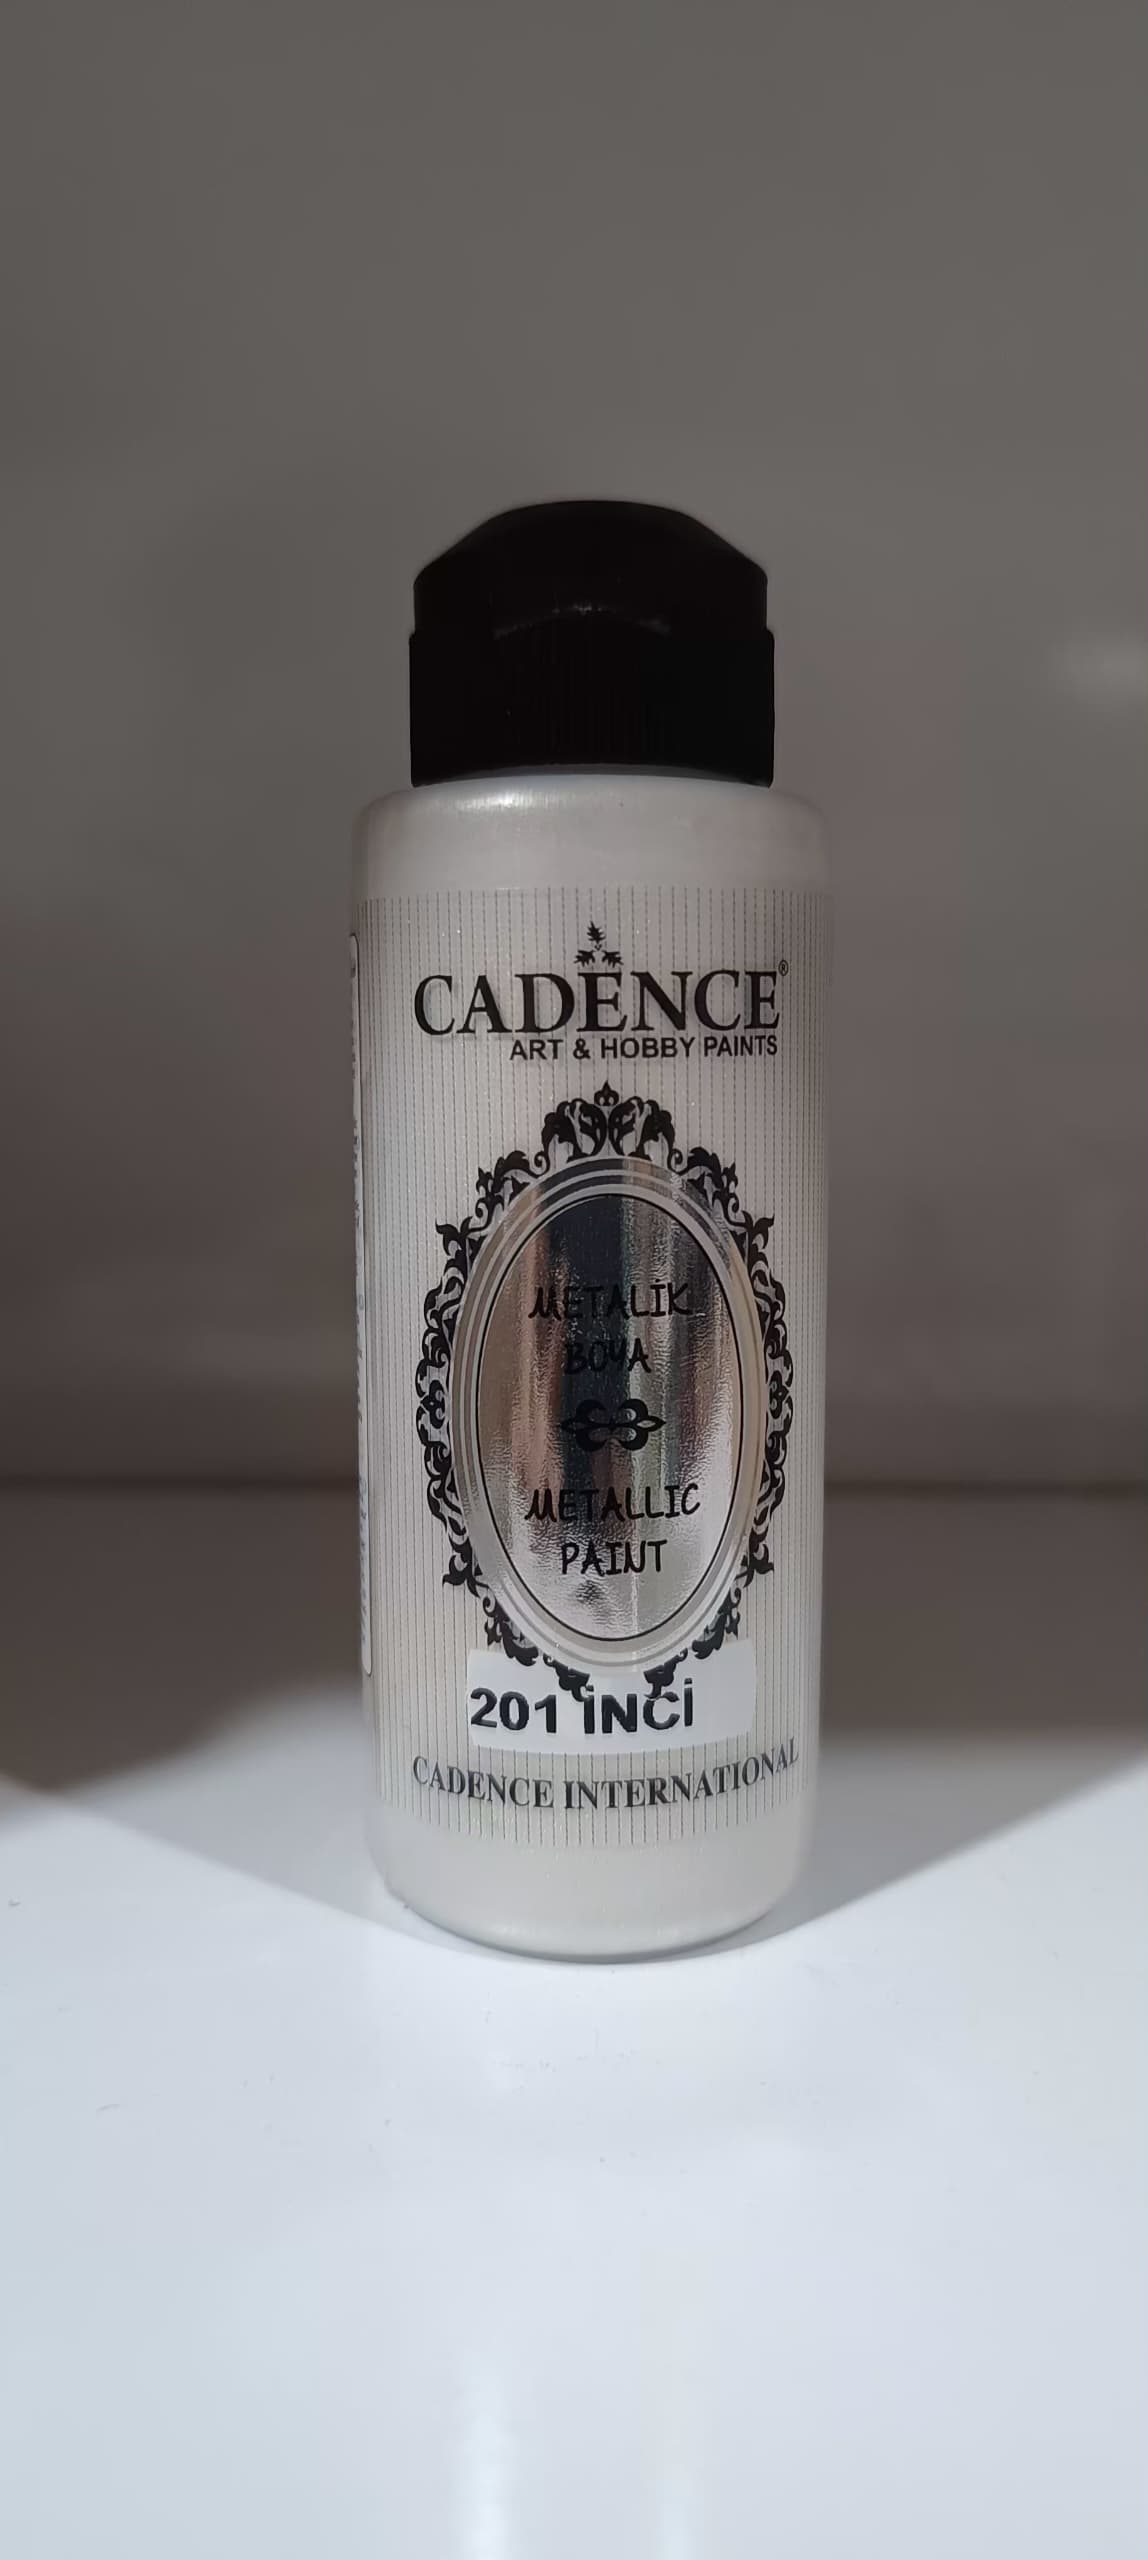 CADENCE®
ART & HOBBY PAINTS
METALİK
BOYA
METALLIC
PAINT
201 İNCİ
CADENCE INTERNATIONAL